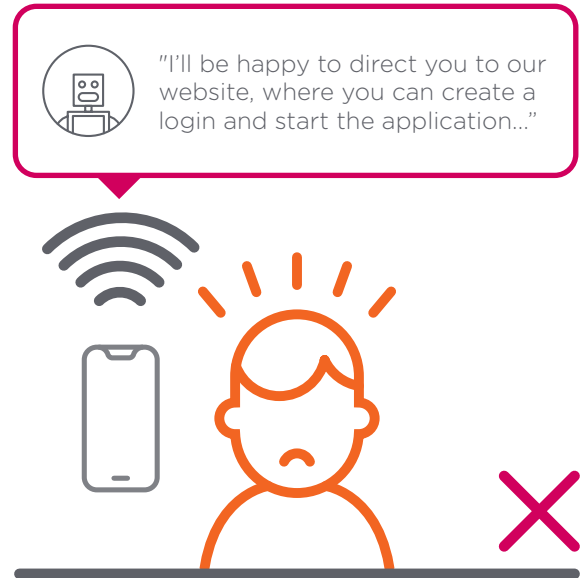 "I’ll be happy to direct you to our
website, where you can create a
login and start the application...”